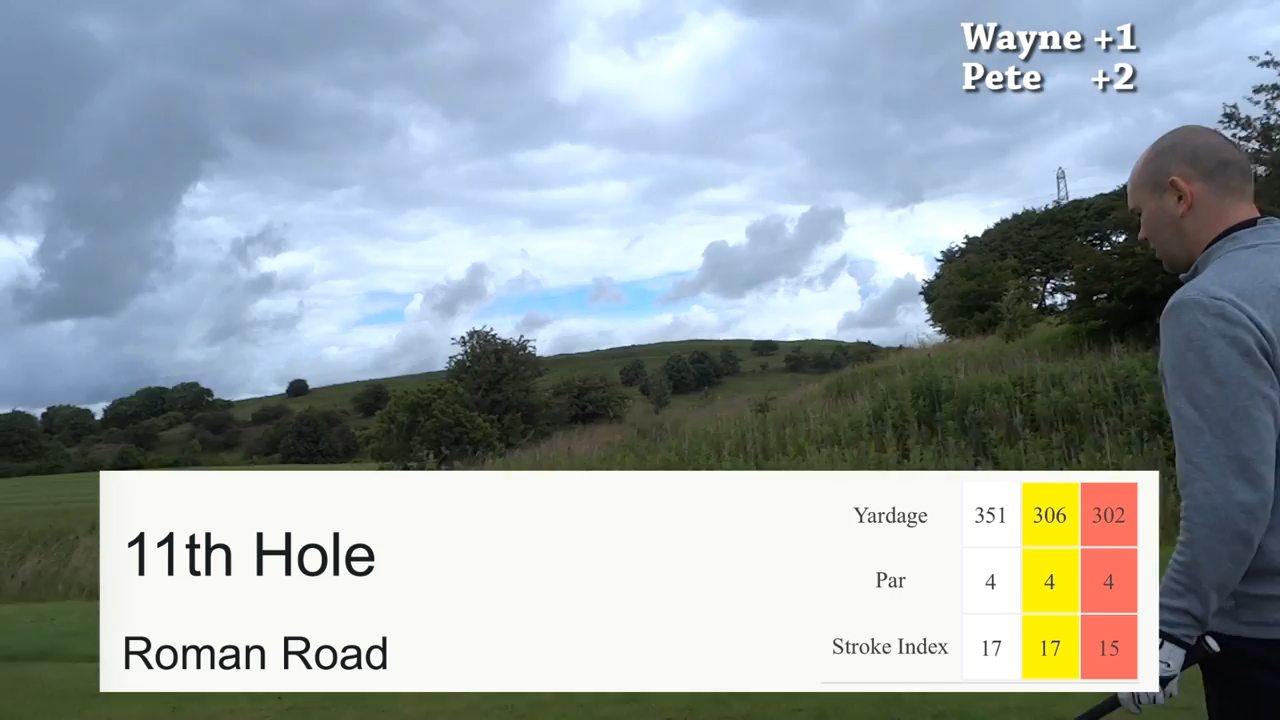 Wayne +1
Pete +2
11th Hole
Roman Road
Yardage 351 306 302
Par 4 4 4
Stroke Index 17 17 15